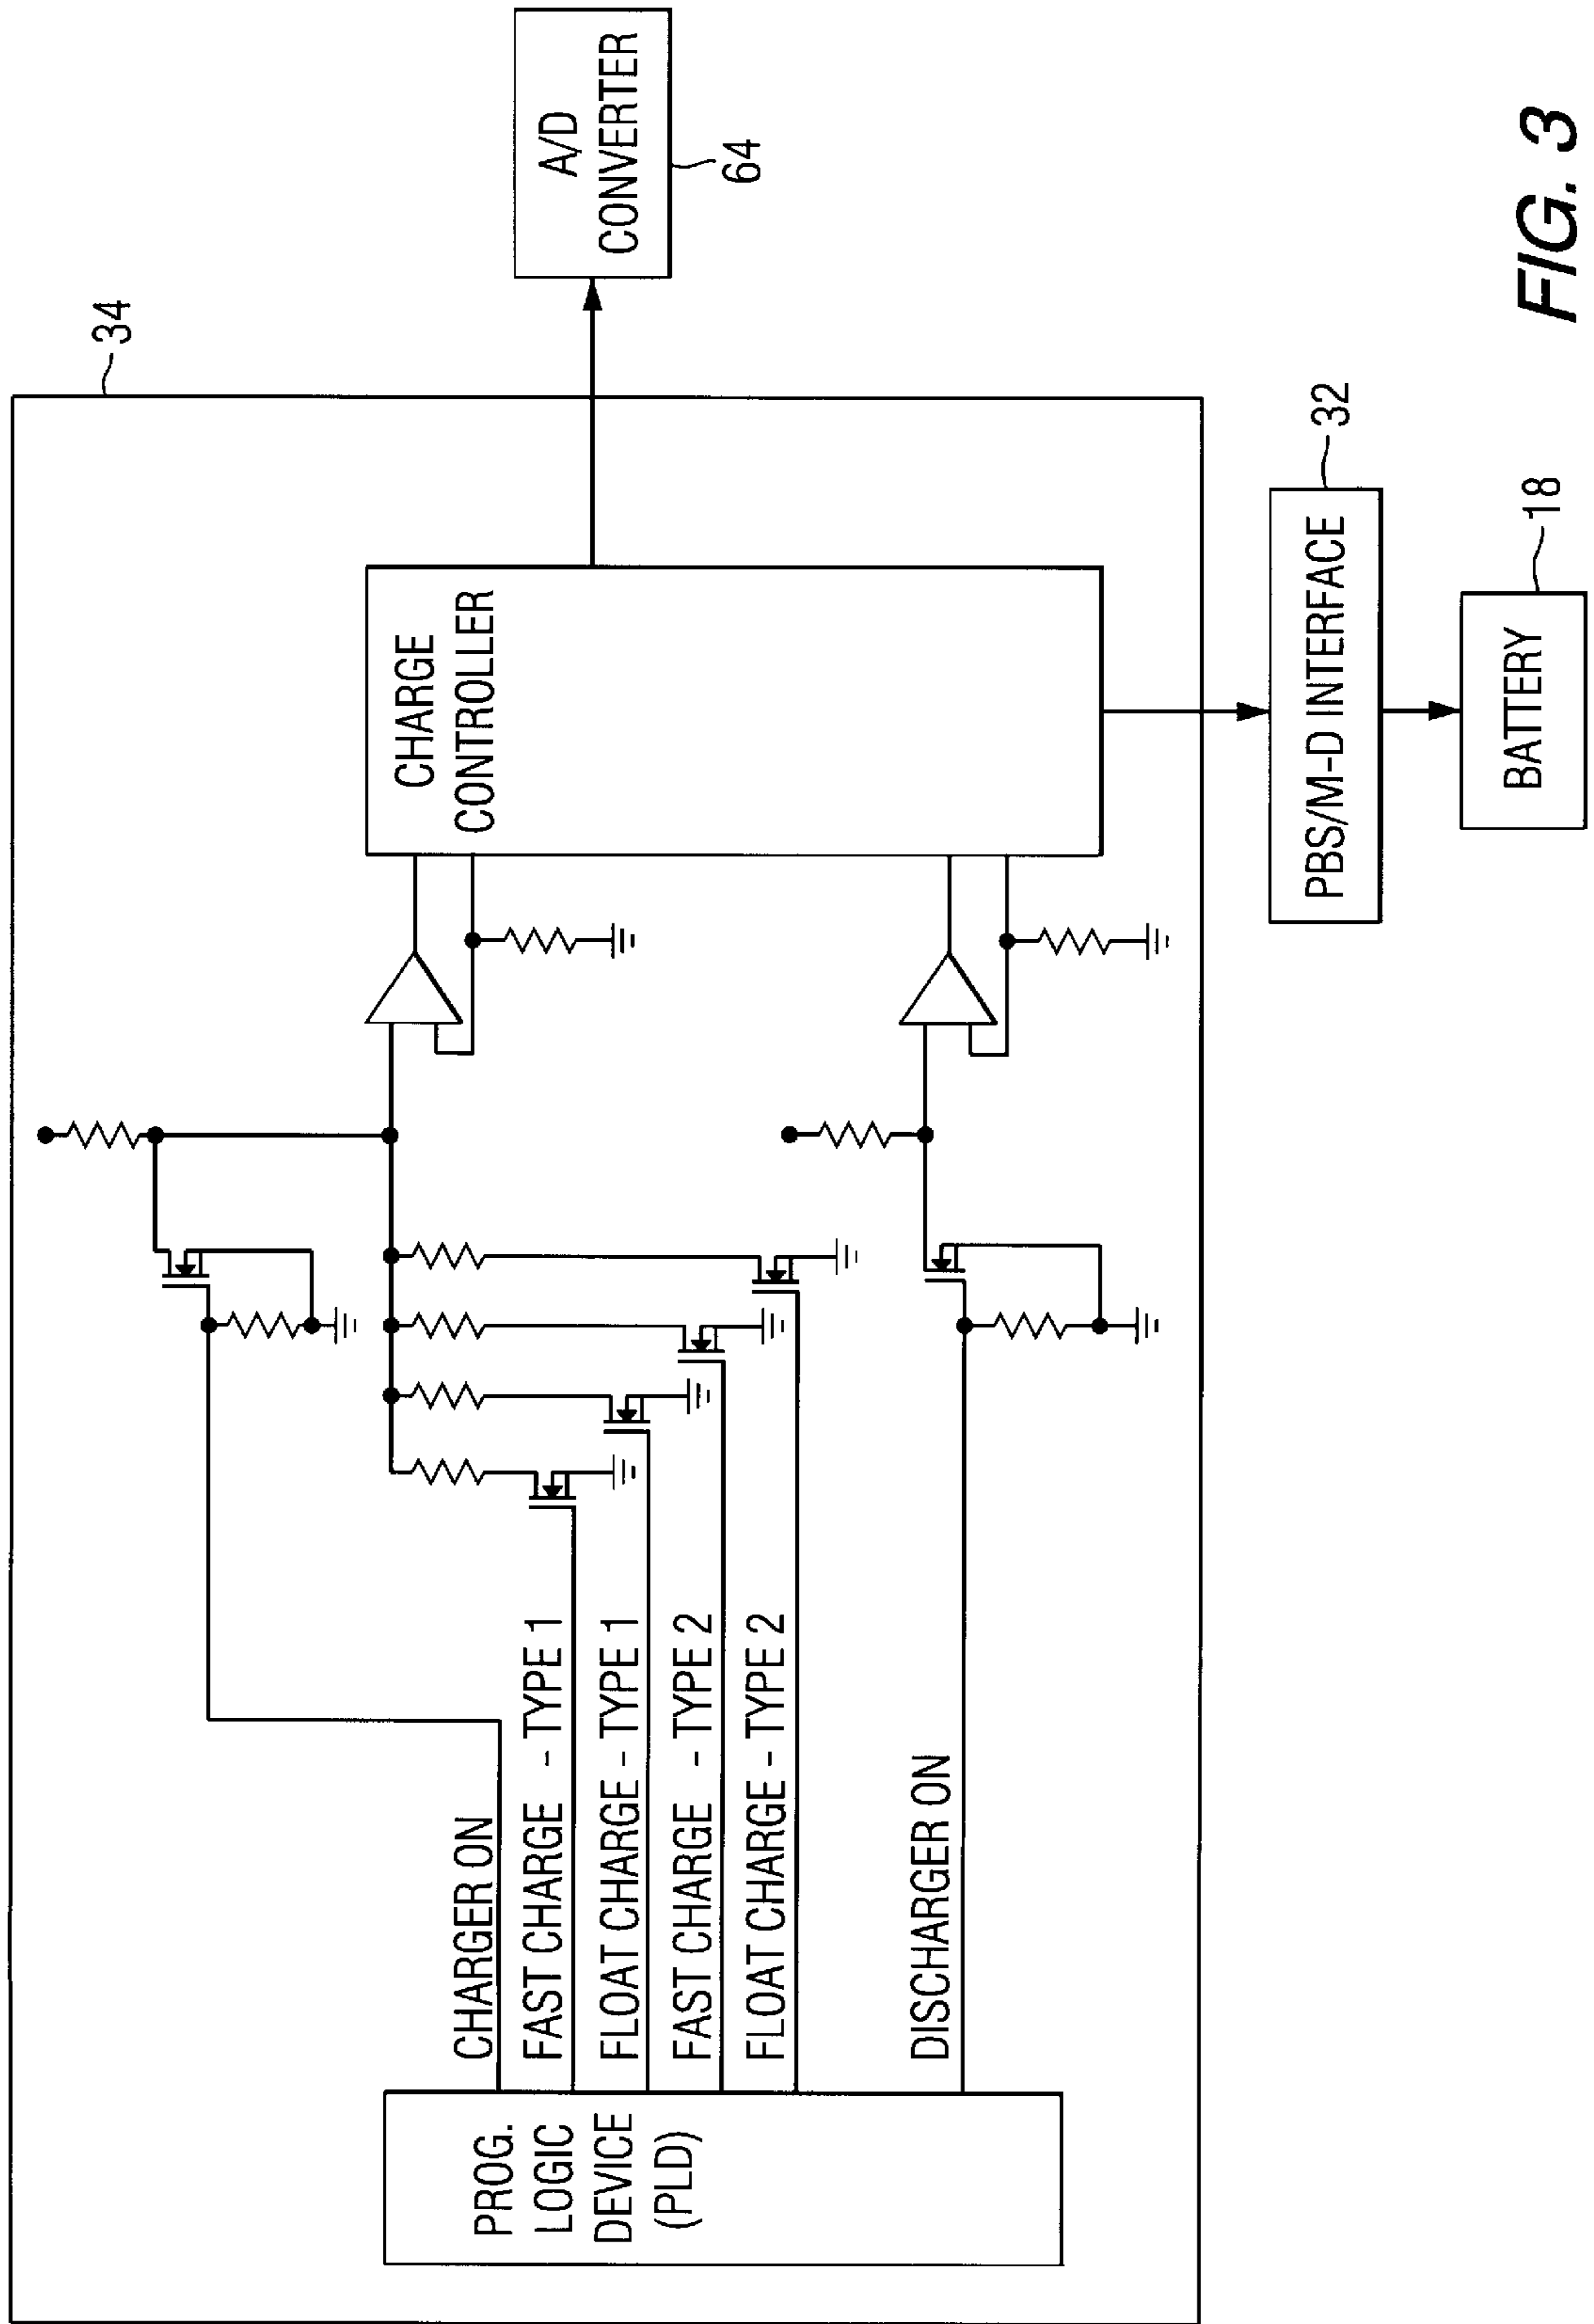 34
PROG.
LOGIC
DEVICE
(PLD)
CHARGER ON
FAST CHARGE - TYPE 1
FLOAT CHARGE - TYPE 1
FAST CHARGE - TYPE 2
FLOAT CHARGE - TYPE 2
DISCHARGER ON
CHARGE
CONTROLLER
A/D
CONVERTER
64
PBS/M-D INTERFACE
32
BATTERY
18
FIG. 3